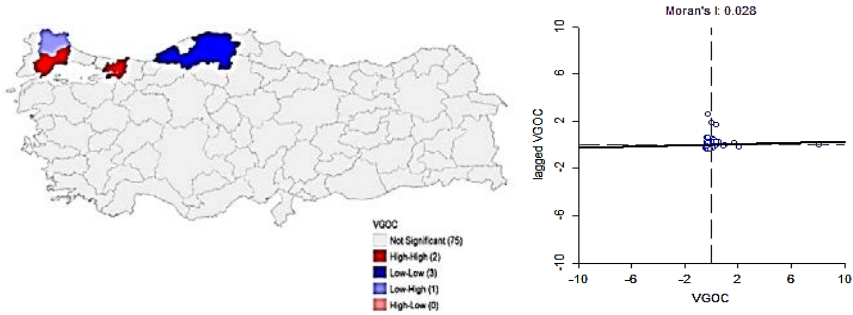 VGOC
Not Significant (75)
High-High (2)
Low-Low (3)
Low-High (1)
High-Low (0)
Moran's I: 0.028
10
6
2
-2
-6
-10
lagged VGOC
-10
-6
-2
2
6
10
VGOC